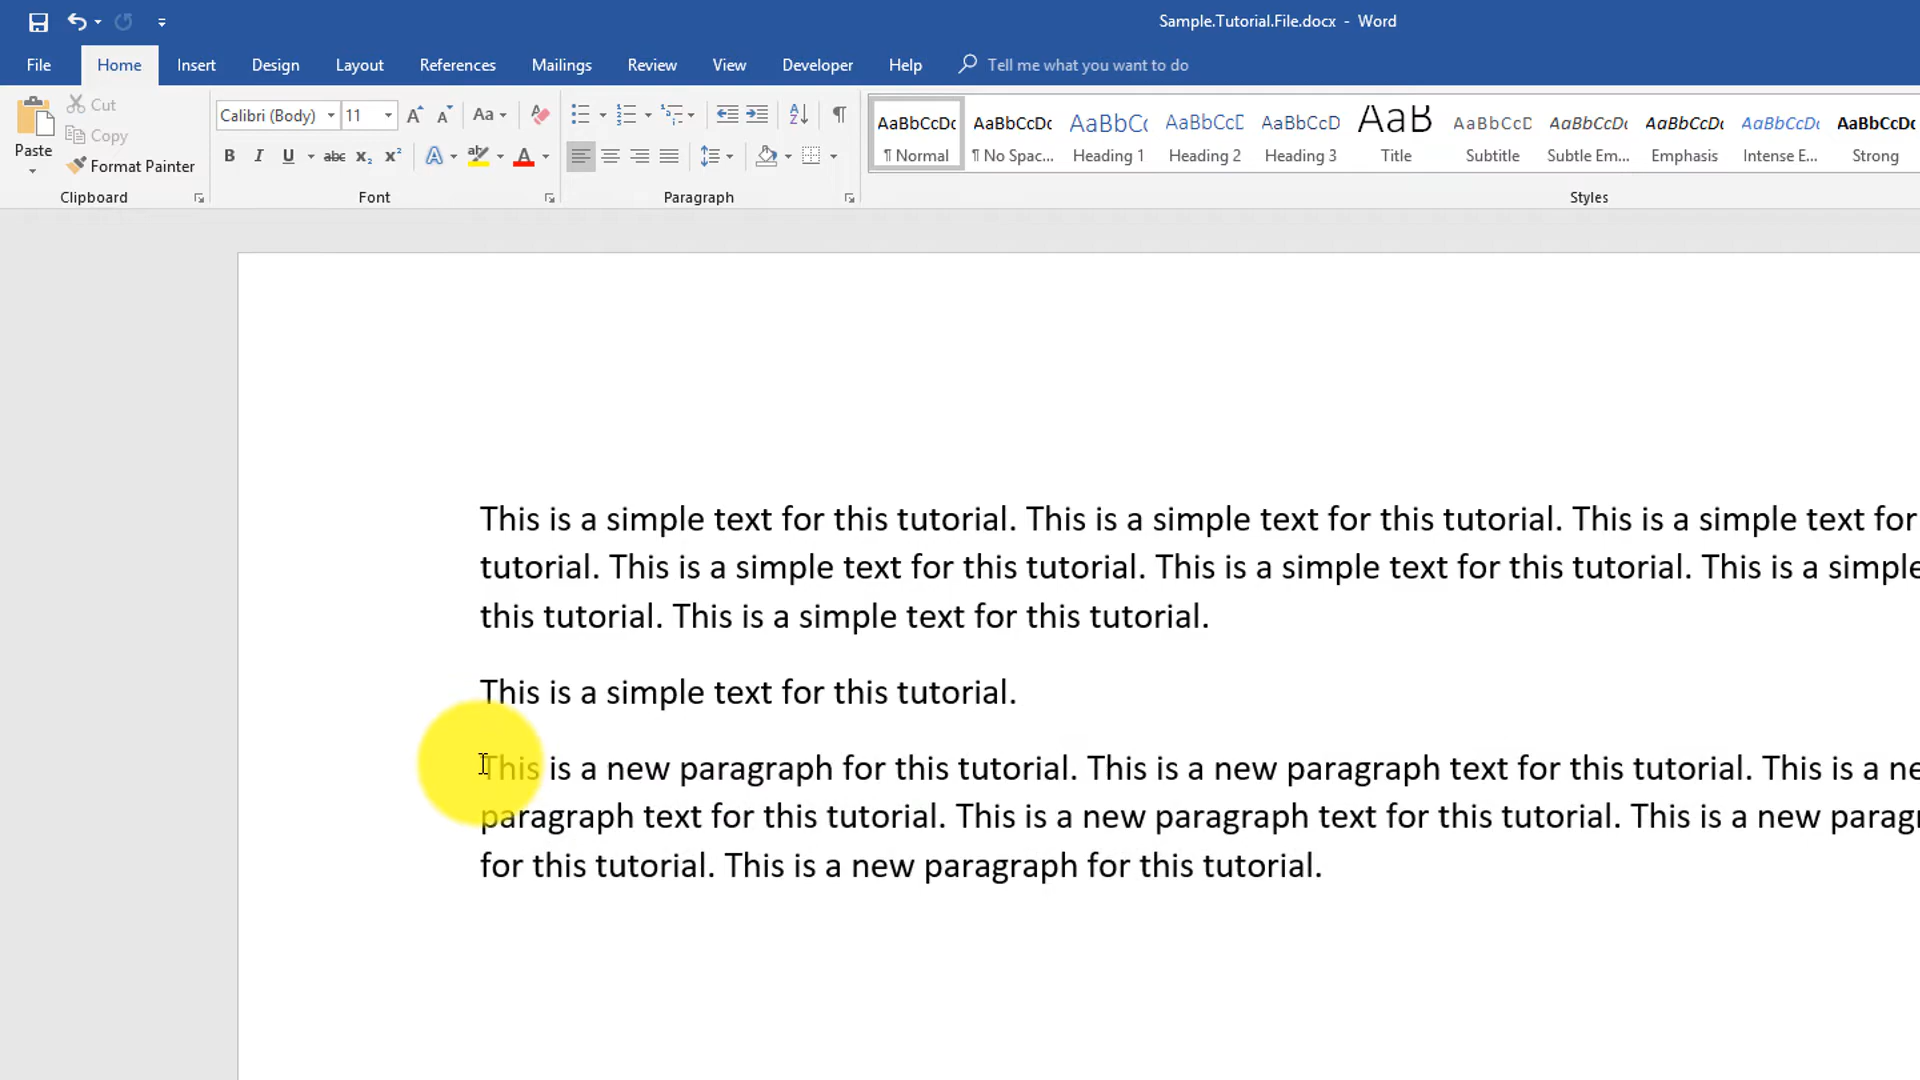 Sample.Tutorial.File.docx - Word
File Home Insert Design Layout References Mailings Review View Developer Help Tell me what you want to do
Paste
Cut
Copy
Format Painter
Clipboard
Calibri (Body) 11 Aa
B I U abc x₂ x² A A
Font
Paragraph
AaBbCcDc AaBbCcDc AaBbCc AaBbCcD AaBbCcD AaB AaBbCcD AaBbCcDc AaBbCcDc AaBbCcDc AaBbCcDc
¶ Normal ¶ No Spac... Heading 1 Heading 2 Heading 3 Title Subtitle Subtle Em... Emphasis Intense E... Strong
Styles
This is a simple text for this tutorial. This is a simple text for this tutorial. This is a simple text for
tutorial. This is a simple text for this tutorial. This is a simple text for this tutorial. This is a simple
this tutorial. This is a simple text for this tutorial.
This is a simple text for this tutorial.
This is a new paragraph for this tutorial. This is a new paragraph text for this tutorial. This is a ne
paragraph text for this tutorial. This is a new paragraph text for this tutorial. This is a new paragr
for this tutorial. This is a new paragraph for this tutorial.